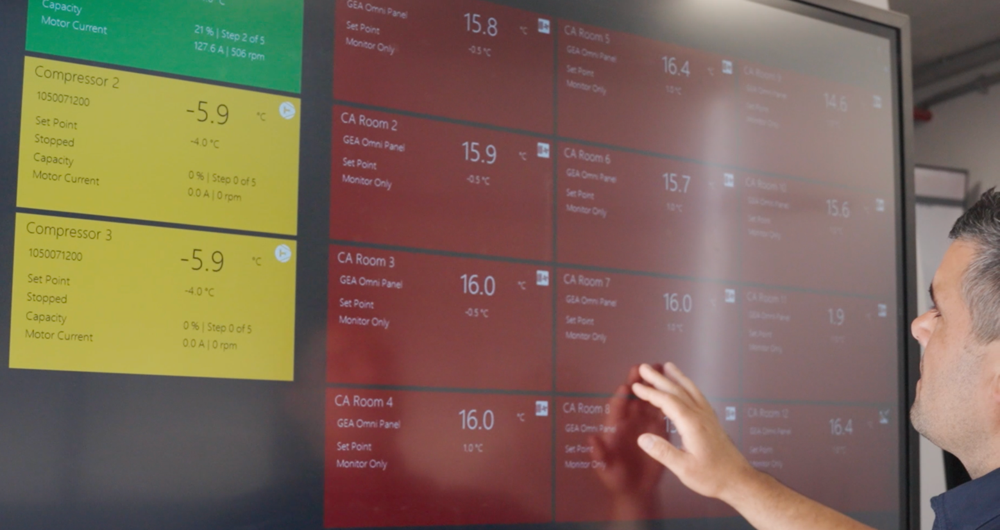 Capacity
Motor Current
21 % | Step 2 of 5
127.6 A | 506 rpm
Compressor 2
1050071200
-5.9 °C
Set Point
-4.0 °C
Stopped
Capacity
0 % | Step 0 of 5
Motor Current
0.0 A | 0 rpm
Compressor 3
1050071200
-5.9 °C
Set Point
-4.0 °C
Stopped
Capacity
0 % | Step 0 of 5
Motor Current
0.0 A | 0 rpm
GEA Omni Panel
15.8 °C
Set Point
-0.5 °C
Monitor Only
CA Room 2
GEA Omni Panel
15.9 °C
Set Point
-0.5 °C
Monitor Only
CA Room 3
GEA Omni Panel
16.0 °C
Set Point
-0.5 °C
Monitor Only
CA Room 4
GEA Omni Panel
16.0 °C
Set Point
1.0 °C
Monitor Only
CA Room 5
GEA Omni Panel
16.4 °C
Set Point
1.0 °C
Monitor Only
CA Room 6
GEA Omni Panel
15.7
Set Point
1.0 °C
Monitor Only
CA Room 7
GEA Omni Panel
16.0
Set Point
1.0 °C
Monitor Only
CA Room 8
GEA Omni Panel
Set Point
Monitor Only
CA Room 9
GEA Omni Panel
14.6
Set Point
Monitor Only
CA Room 10
GEA Omni Panel
15.6
Set Point
Monitor Only
CA Room 11
GEA Omni Panel
1.9
Set Point
Monitor Only
CA Room 12
GEA Omni Panel
16.4
Set Point
Monitor Only